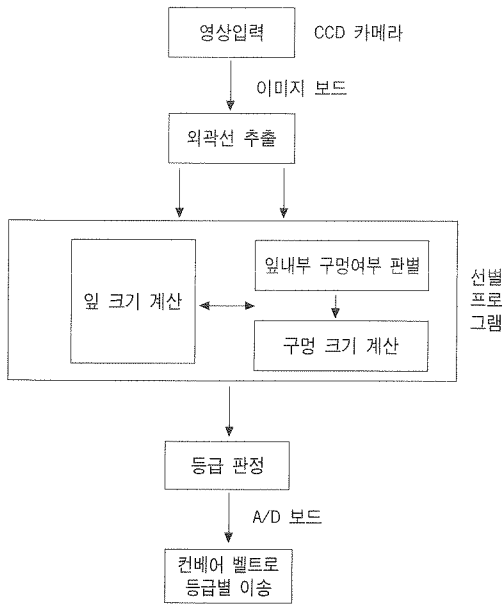 영상입력
CCD 카메라
이미지 보드
외곽선 추출
잎 크기 계산
잎내부 구멍여부 판별
구멍 크기 계산
선별
프로
그램
등급 판정
A/D 보드
컨베어 벨트로
등급별 이송